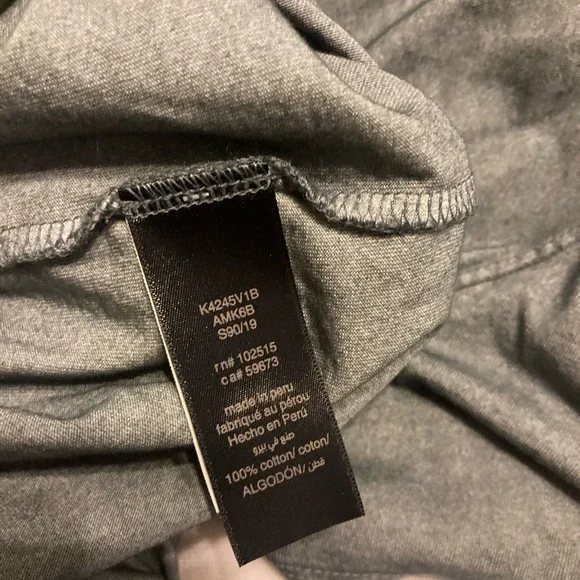 K4245V1B
AMK6B
S90/19
rn# 102515
ca# 59673
made in peru
fabriqué au pérou
Hecho en Perú
صنع في بيرو
100% cotton/ coton/
ALGODÓN/ قطن